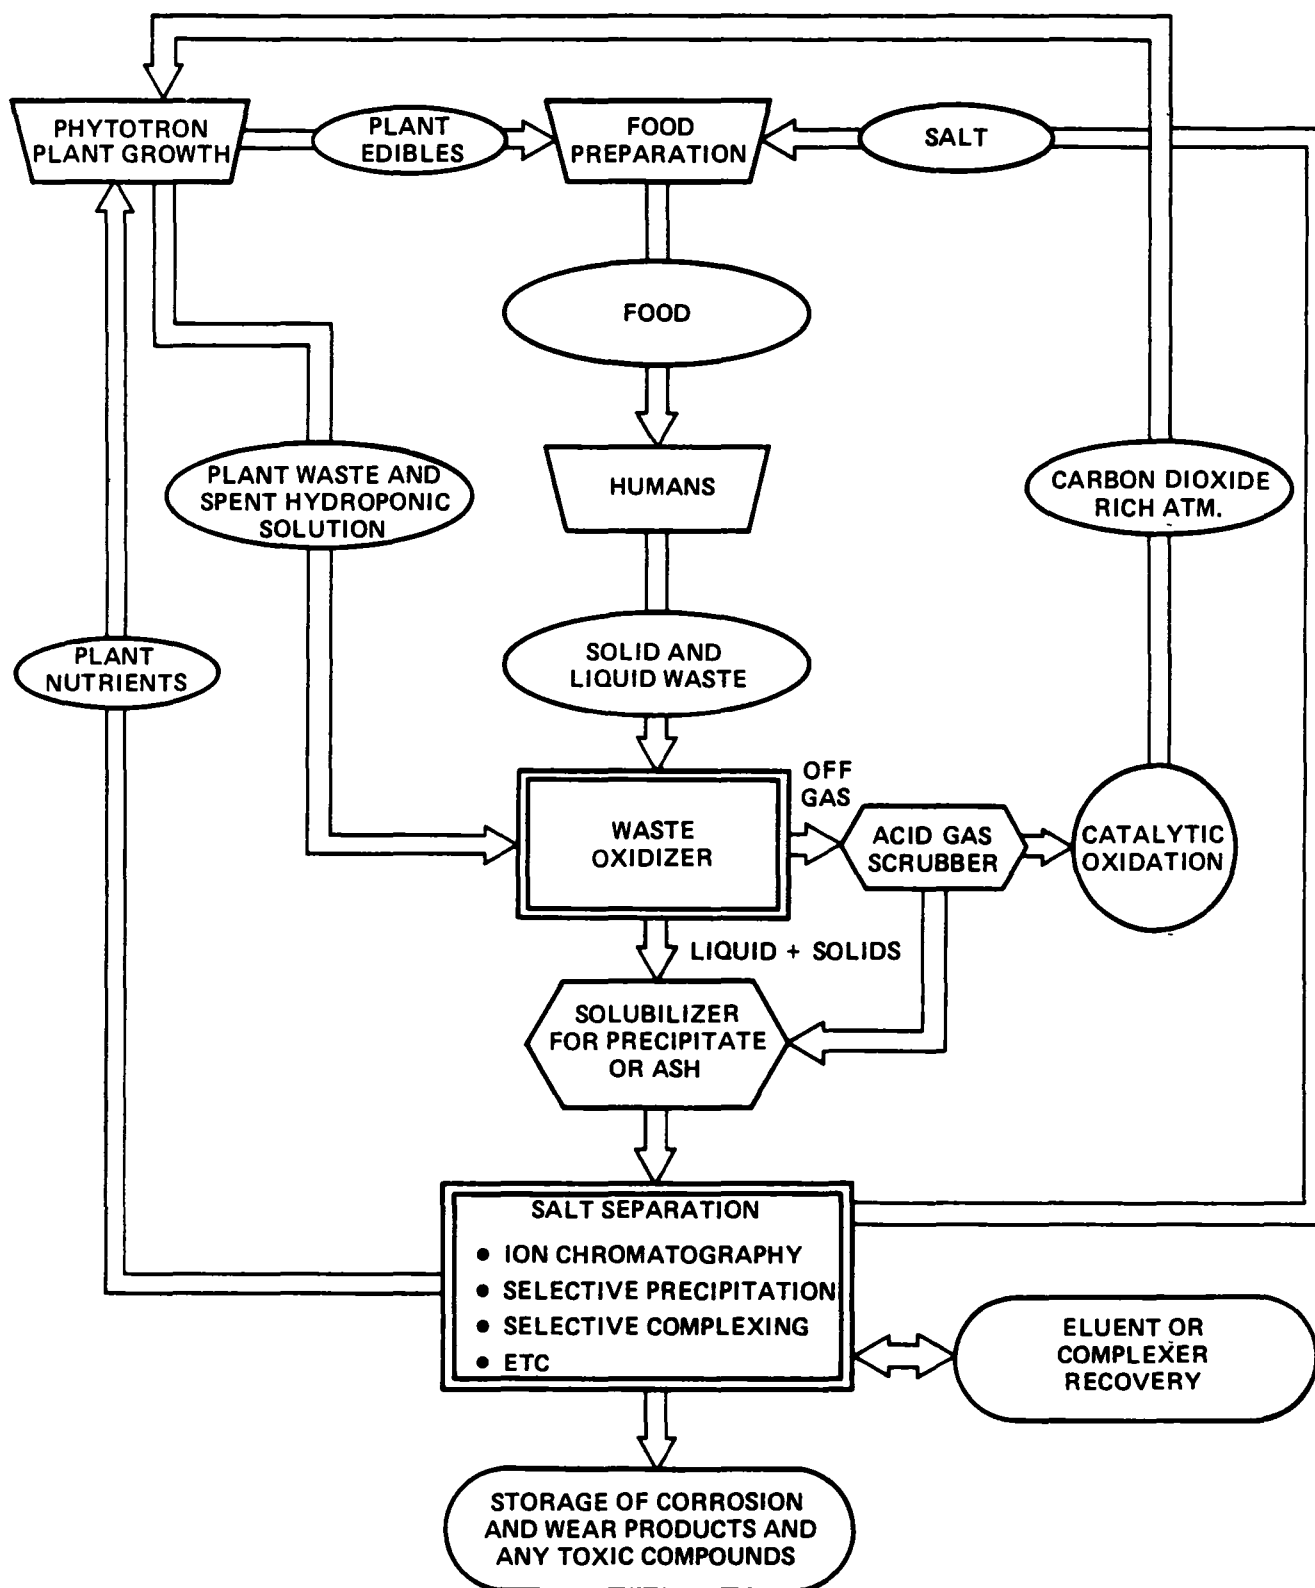 PHYTOTRON
PLANT GROWTH
PLANT
EDIBLES
FOOD
PREPARATION
SALT
FOOD
PLANT WASTE AND
SPENT HYDROPONIC
SOLUTION
HUMANS
CARBON DIOXIDE
RICH ATM.
PLANT
NUTRIENTS
SOLID AND
LIQUID WASTE
OFF
GAS
WASTE
OXIDIZER
ACID GAS
SCRUBBER
CATALYTIC
OXIDATION
LIQUID + SOLIDS
SOLUBILIZER
FOR PRECIPITATE
OR ASH
SALT SEPARATION
• ION CHROMATOGRAPHY
• SELECTIVE PRECIPITATION
• SELECTIVE COMPLEXING
• ETC
ELUENT OR
COMPLEXER
RECOVERY
STORAGE OF CORROSION
AND WEAR PRODUCTS AND
ANY TOXIC COMPOUNDS